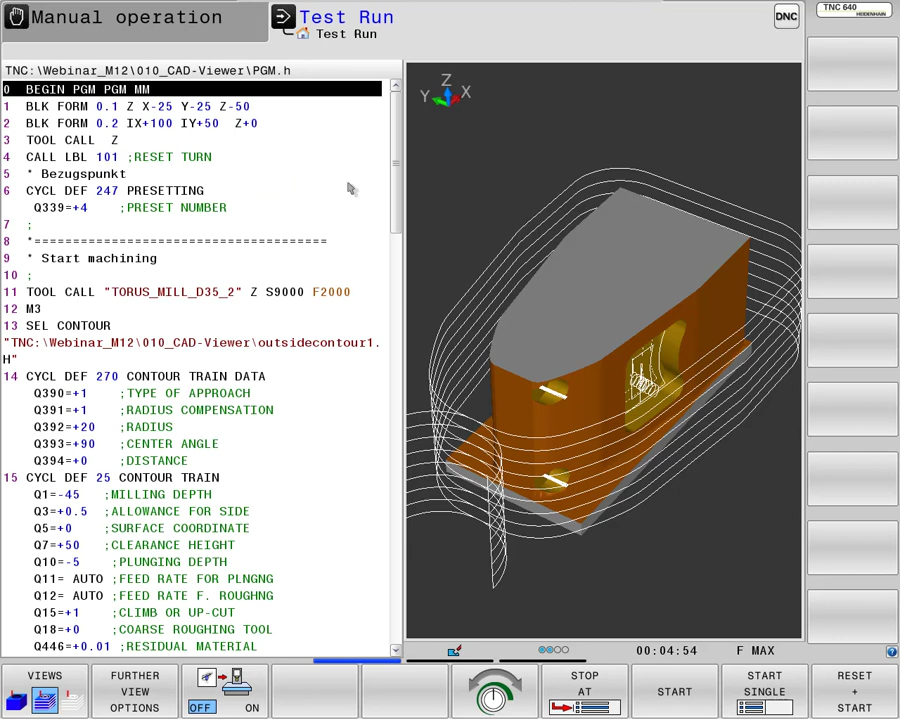 Manual operation
Test Run
Test Run
DNC
TNC 640
HEIDENHAIN
TNC:\Webinar_M12\010_CAD-Viewer\PGM.h
0 BEGIN PGM PGM MM
1 BLK FORM 0.1 Z X-25 Y-25 Z-50
2 BLK FORM 0.2 IX+100 IY+50 Z+0
3 TOOL CALL Z
4 CALL LBL 101 ;RESET TURN
5 * Bezugspunkt
6 CYCL DEF 247 PRESETTING
Q339=+4 ;PRESET NUMBER
7 ;
8 *======================================
9 * Start machining
10 ;
11 TOOL CALL "TORUS_MILL_D35_2" Z S9000 F2000
12 M3
13 SEL CONTOUR
"TNC:\Webinar_M12\010_CAD-Viewer\outsidecontour1.
H"
14 CYCL DEF 270 CONTOUR TRAIN DATA
Q390=+1 ;TYPE OF APPROACH
Q391=+1 ;RADIUS COMPENSATION
Q392=+20 ;RADIUS
Q393=+90 ;CENTER ANGLE
Q394=+0 ;DISTANCE
15 CYCL DEF 25 CONTOUR TRAIN
Q1=-45 ;MILLING DEPTH
Q3=+0.5 ;ALLOWANCE FOR SIDE
Q5=+0 ;SURFACE COORDINATE
Q7=+50 ;CLEARANCE HEIGHT
Q10=-5 ;PLUNGING DEPTH
Q11= AUTO ;FEED RATE FOR PLNGNG
Q12= AUTO ;FEED RATE F. ROUGHNG
Q15=+1 ;CLIMB OR UP-CUT
Q18=+0 ;COARSE ROUGHING TOOL
Q446=+0.01 ;RESIDUAL MATERIAL
Z
Y X
00:04:54 F MAX
?
VIEWS
FURTHER
VIEW
OPTIONS
OFF ON
STOP
AT
START
START
SINGLE
RESET
+
START